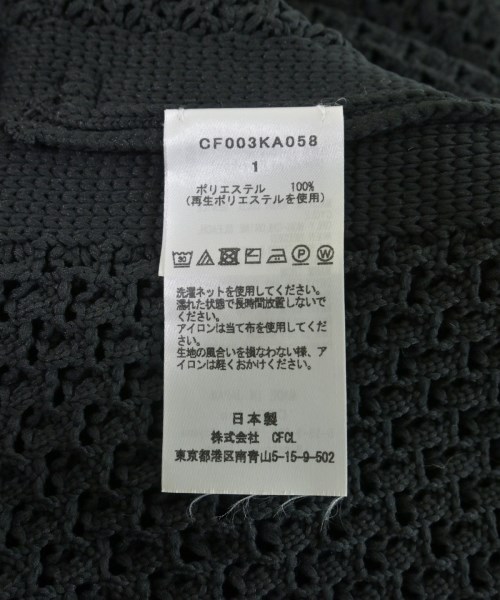 CF003KA058
1
ポリエステル 100%
(再生ポリエステルを使用)
30 P W
洗濯ネットを使用してください。
濡れた状態で長時間放置しないで
ください。
アイロンは当て布を使用してくだ
さい。
生地の風合いを損なわない様、ア
イロンは軽くおかけください。
日本製
株式会社 CFCL
東京都港区南青山5-15-9-502